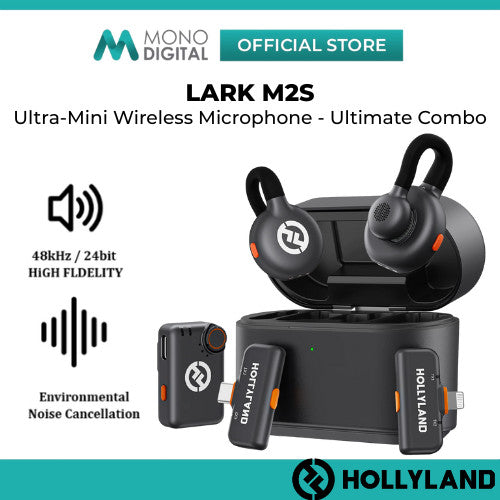 MONO
DIGITAL
OFFICIAL STORE
LARK M2S
Ultra-Mini Wireless Microphone - Ultimate Combo
48kHz / 24bit
HiGH FLDELITY
Environmental
Noise Cancellation
HOLLYLAND
HOLLYLAND
HOLLYLAND